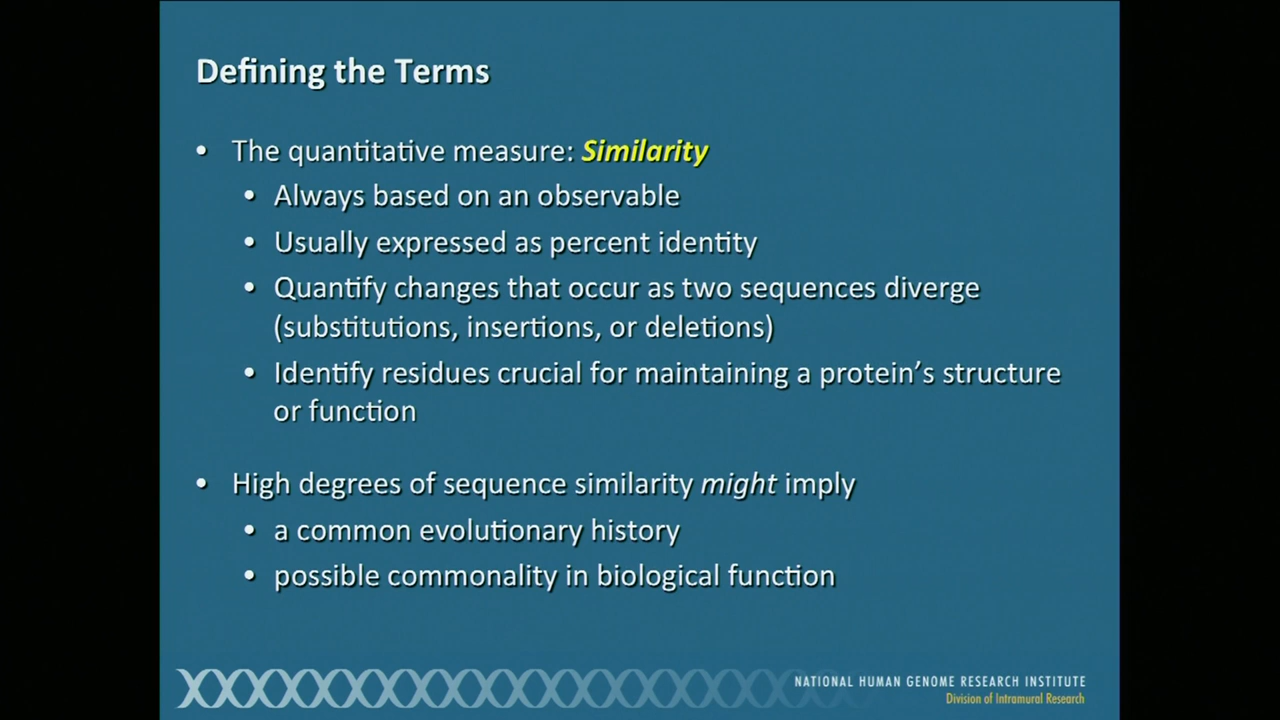 Defining the Terms
• The quantitative measure: Similarity
• Always based on an observable
• Usually expressed as percent identity
• Quantify changes that occur as two sequences diverge
(substitutions, insertions, or deletions)
• Identify residues crucial for maintaining a protein’s structure
or function
• High degrees of sequence similarity might imply
• a common evolutionary history
• possible commonality in biological function
NATIONAL HUMAN GENOME RESEARCH INSTITUTE
Division of Intramural Research